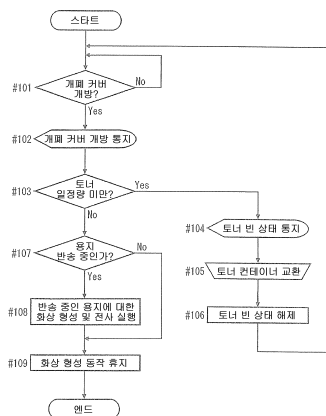 스타트
#101
개폐 커버
개방?
No
Yes
#102
개폐 커버 개방 통지
#103
토너
일정량 미만?
Yes
No
#104
토너 빈 상태 통지
#107
용지
반송 중인가?
No
Yes
#105
토너 컨테이너 교환
#108
반송 중인 용지에 대한
화상 형성 및 전사 실행
#106
토너 빈 상태 해제
#109
화상 형성 동작 휴지
엔드